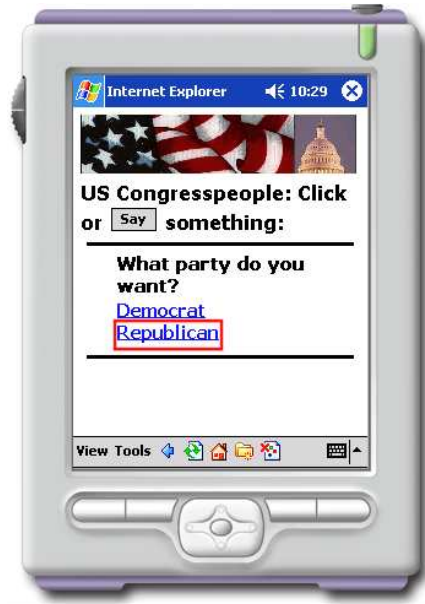 Internet Explorer 10:29
US Congresspeople: Click
or Say something:
What party do you
want?
Democrat
Republican
View Tools